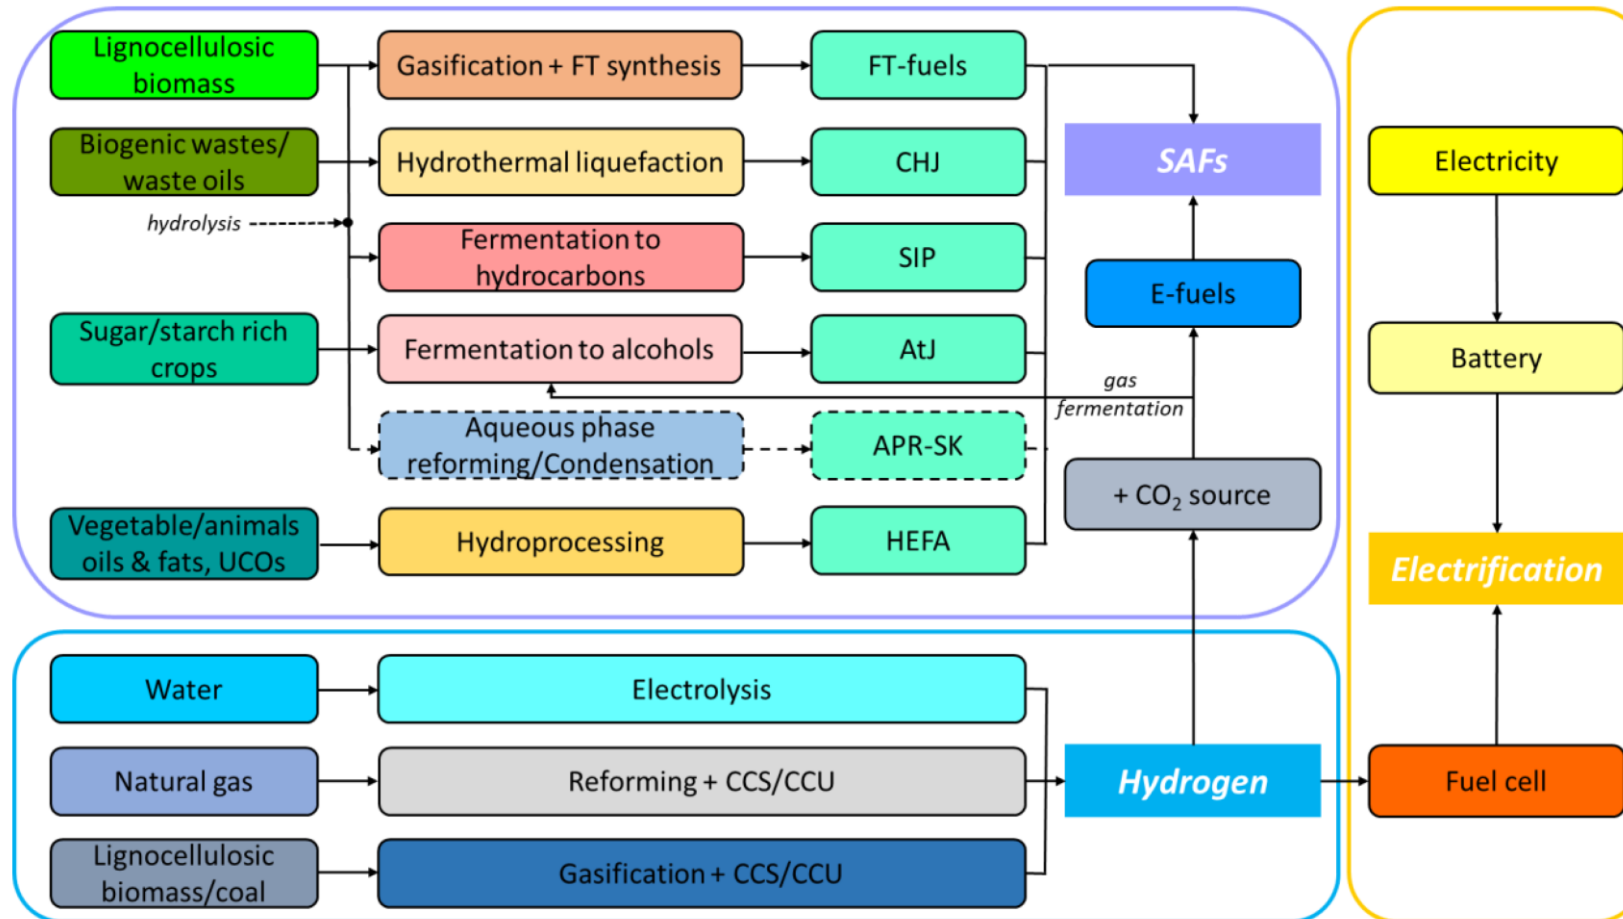 Lignocellulosic
biomass
Gasification + FT synthesis
FT-fuels
Biogenic wastes/
waste oils
Hydrothermal liquefaction
CHJ
SAFs
Electricity
hydrolysis
Fermentation to
hydrocarbons
SIP
E-fuels
Sugar/starch rich
crops
Fermentation to alcohols
AtJ
Battery
gas
fermentation
Aqueous phase
reforming/Condensation
APR-SK
+ CO₂ source
Vegetable/animals
oils & fats, UCOs
Hydroprocessing
HEFA
Electrification
Water
Electrolysis
Natural gas
Reforming + CCS/CCU
Hydrogen
Fuel cell
Lignocellulosic
biomass/coal
Gasification + CCS/CCU